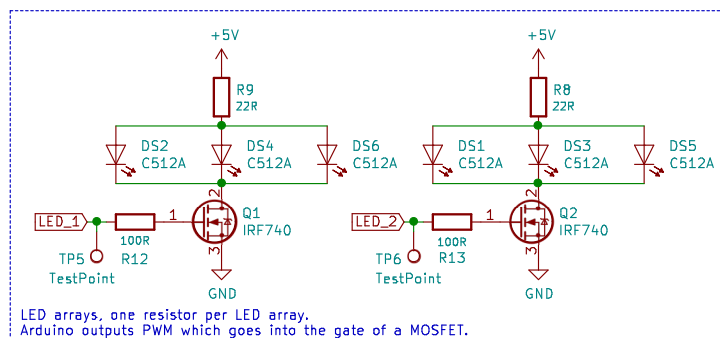 +5V
+5V
R9
22R
R8
22R
DS2
C512A
DS4
C512A
DS6
C512A
DS1
C512A
DS3
C512A
DS5
C512A
LED_1
1
2
3
Q1
IRF740
100R
R12
TP5
TestPoint
GND
LED_2
1
2
3
Q2
IRF740
100R
R13
TP6
TestPoint
GND
LED arrays, one resistor per LED array.
Arduino outputs PWM which goes into the gate of a MOSFET.